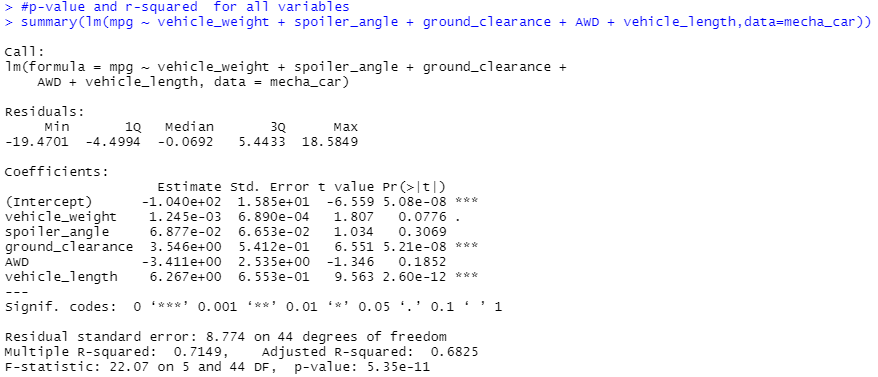 > #p-value and r-squared  for all variables
> summary(lm(mpg ~ vehicle_weight + spoiler_angle + ground_clearance + AWD + vehicle_length,data=mecha_car))

Call:
lm(formula = mpg ~ vehicle_weight + spoiler_angle + ground_clearance +
    AWD + vehicle_length, data = mecha_car)

Residuals:
     Min       1Q   Median       3Q      Max
-19.4701  -4.4994  -0.0692   5.4433  18.5849

Coefficients:
                   Estimate Std. Error t value Pr(>|t|)
(Intercept)      -1.040e+02  1.585e+01  -6.559 5.08e-08 ***
vehicle_weight    1.245e-03  6.890e-04   1.807   0.0776 .
spoiler_angle     6.877e-02  6.653e-02   1.034   0.3069
ground_clearance  3.546e+00  5.412e-01   6.551 5.21e-08 ***
AWD              -3.411e+00  2.535e+00  -1.346   0.1852
vehicle_length    6.267e+00  6.553e-01   9.563 2.60e-12 ***
---
Signif. codes:  0 ‘***’ 0.001 ‘**’ 0.01 ‘*’ 0.05 ‘.’ 0.1 ‘ ’ 1

Residual standard error: 8.774 on 44 degrees of freedom
Multiple R-squared:  0.7149,    Adjusted R-squared:  0.6825
F-statistic: 22.07 on 5 and 44 DF,  p-value: 5.35e-11